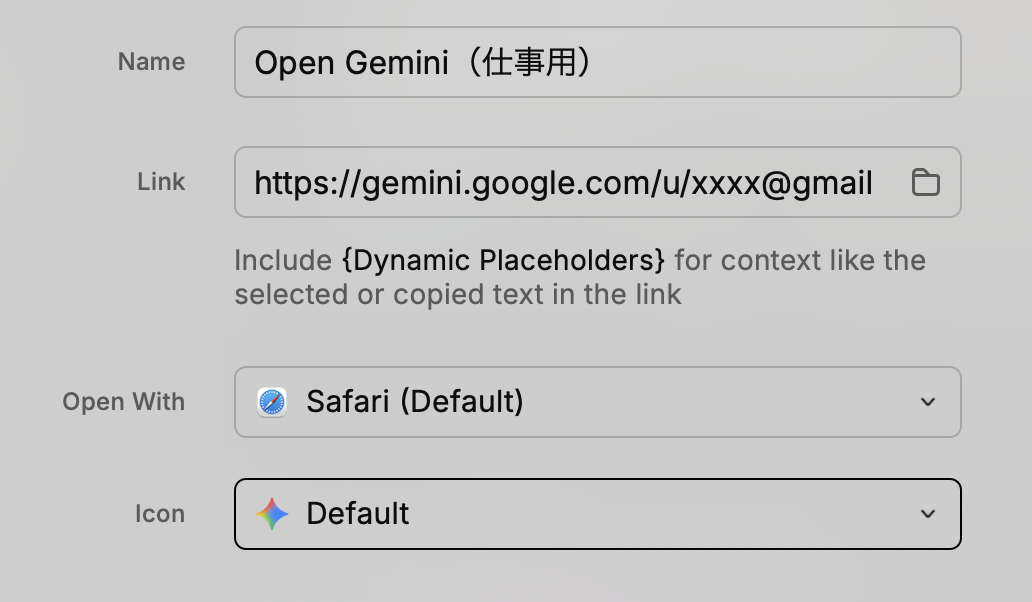 Name
Open Gemini（仕事用）
Link
https://gemini.google.com/u/xxxx@gmail
Include {Dynamic Placeholders} for context like the
selected or copied text in the link
Open With
Safari (Default)
Icon
Default